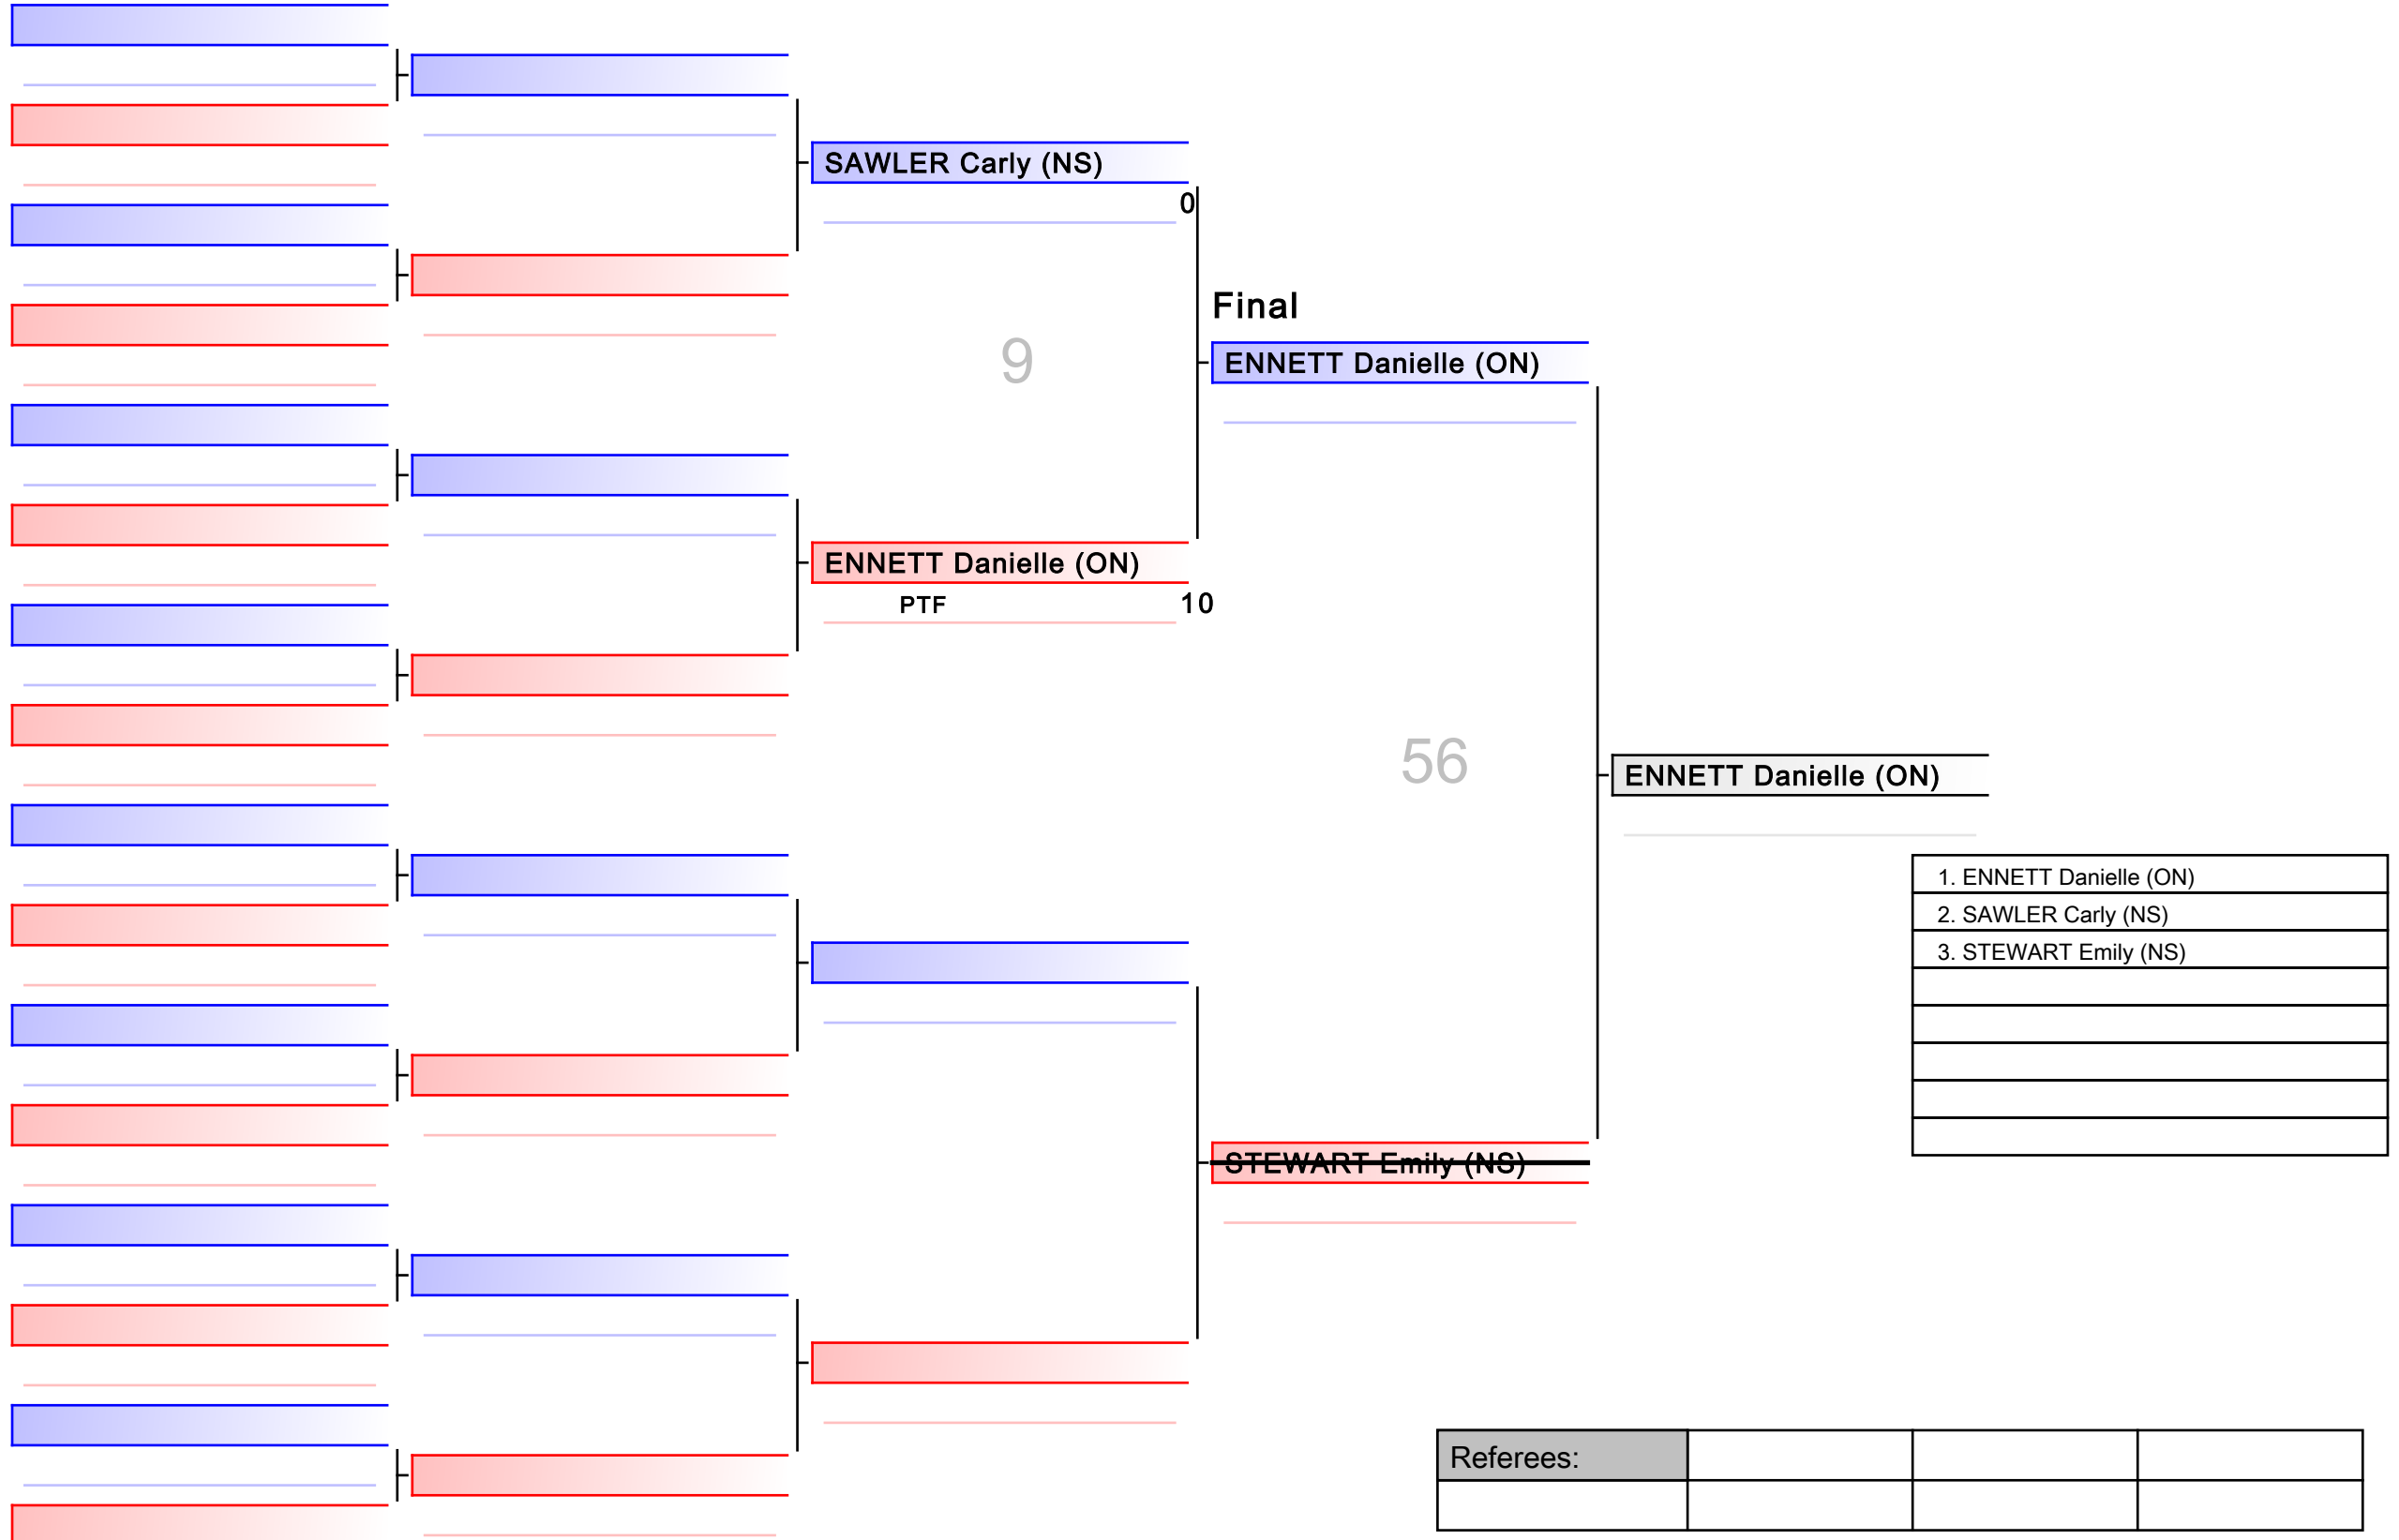 SAWLER Carly (NS)
0
Final
9
ENNETT Danielle (ON)
ENNETT Danielle (ON)
PTF 10
56
ENNETT Danielle (ON)
1. ENNETT Danielle (ON)
2. SAWLER Carly (NS)
3. STEWART Emily (NS)
STEWART Emily (NS)
Referees: